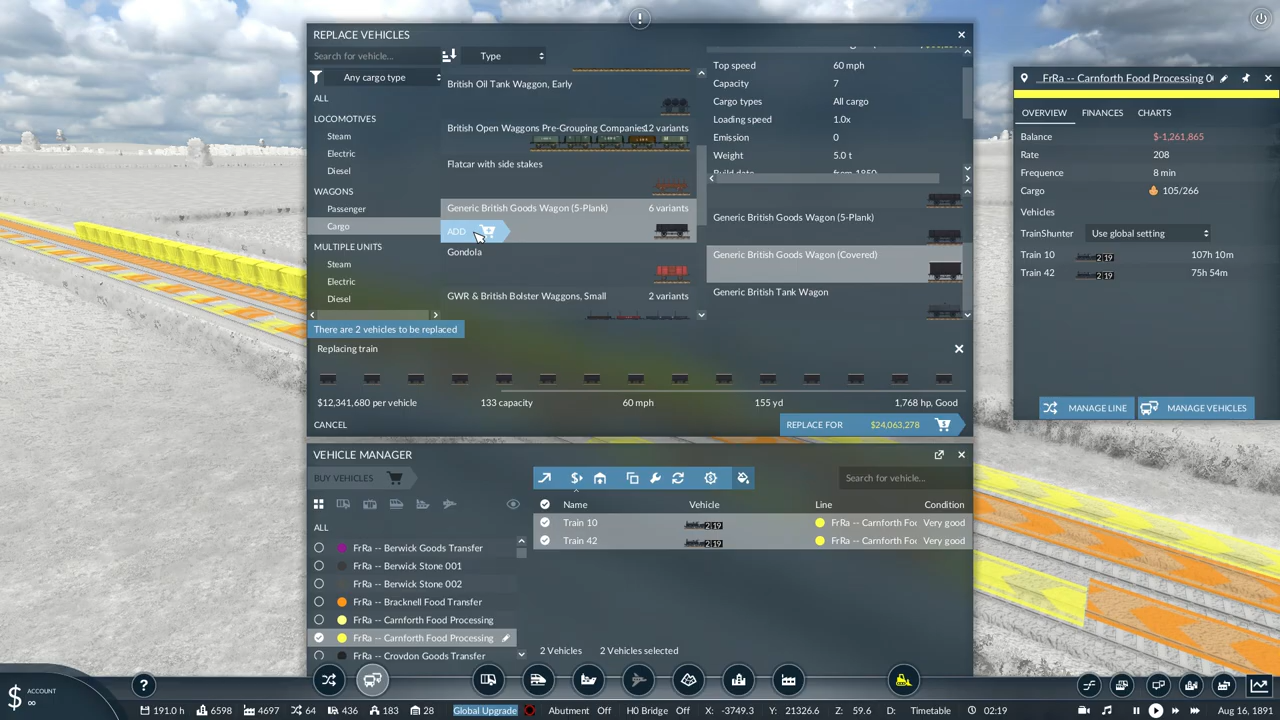 REPLACE VEHICLES
Search for vehicle...
Type
Any cargo type
ALL
LOCOMOTIVES
Steam
Electric
Diesel
WAGONS
Passenger
Cargo
MULTIPLE UNITS
Steam
Electric
Diesel
British Oil Tank Wagon, Early
British Open Waggons Pre-Grouping Companies 12 variants
Flatcar with side stakes
Generic British Goods Wagon (5-Plank) 6 variants
ADD
Gondola
GWR & British Bolster Waggons, Small 2 variants
Top speed 60 mph
Capacity 7
Cargo types All cargo
Loading speed 1.0x
Emission 0
Weight 5.0 t
Build date from 1850
Generic British Goods Wagon (5-Plank)
Generic British Goods Wagon (Covered)
Generic British Tank Wagon
There are 2 vehicles to be replaced
Replacing train
$12,341,680 per vehicle 133 capacity 60 mph 155 yd 1,768 hp, Good
CANCEL
REPLACE FOR $24,063,278
VEHICLE MANAGER
BUY VEHICLES
Search for vehicle...
ALL
FrRa -- Berwick Goods Transfer
FrRa -- Berwick Stone 001
FrRa -- Berwick Stone 002
FrRa -- Bracknell Food Transfer
FrRa -- Carnforth Food Processing
FrRa -- Carnforth Food Processing
FrRa -- Croydon Goods Transfer
Name Vehicle Line Condition
Train 10 219 FrRa -- Carnforth Foc Very good
Train 42 219 FrRa -- Carnforth Foc Very good
2 Vehicles 2 Vehicles selected
FrRa -- Carnforth Food Processing 0
OVERVIEW FINANCES CHARTS
Balance $-1,261,865
Rate 208
Frequence 8 min
Cargo 105/266
Vehicles
TrainShunter Use global setting
Train 10 219 107h 10m
Train 42 219 75h 54m
MANAGE LINE
MANAGE VEHICLES
$ ACCOUNT
∞
?
191.0 h 6598 4697 64 436 183 28 Global Upgrade Abutment Off H0 Bridge Off X: -3749.3 Y: 21326.6 Z: 59.6 D: Timetable 02:19 Aug 16, 1891